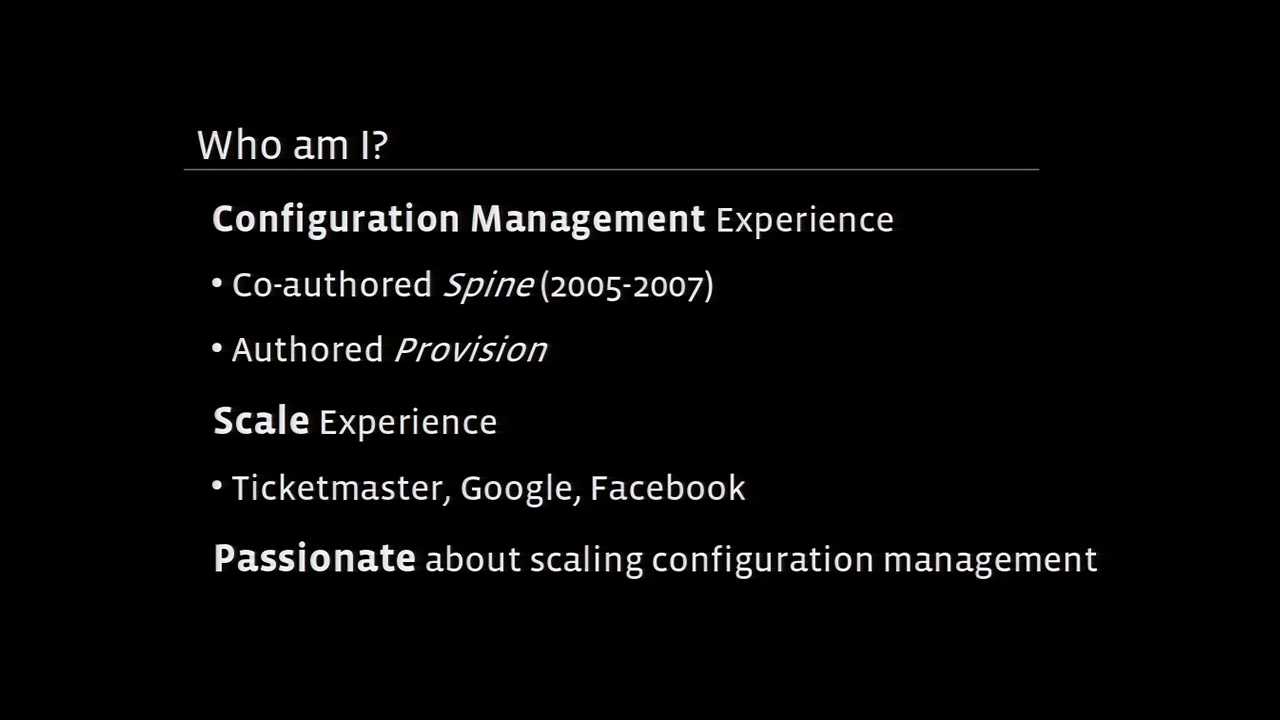 Who am I?
Configuration Management Experience
• Co-authored Spine (2005-2007)
• Authored Provision
Scale Experience
• Ticketmaster, Google, Facebook
Passionate about scaling configuration management